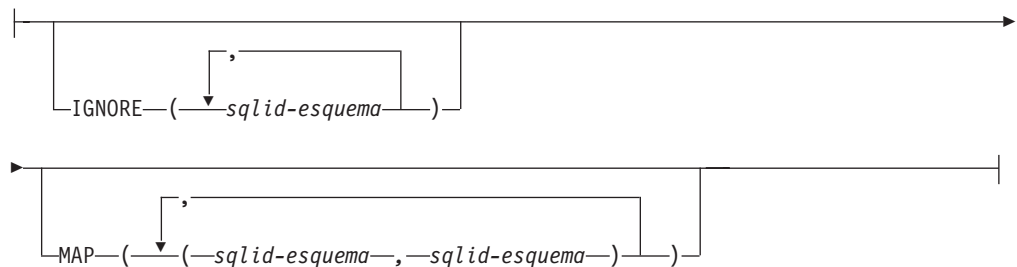 ,
IGNORE ( sqlid-esquema )
,
MAP ( ( sqlid-esquema , sqlid-esquema ) )